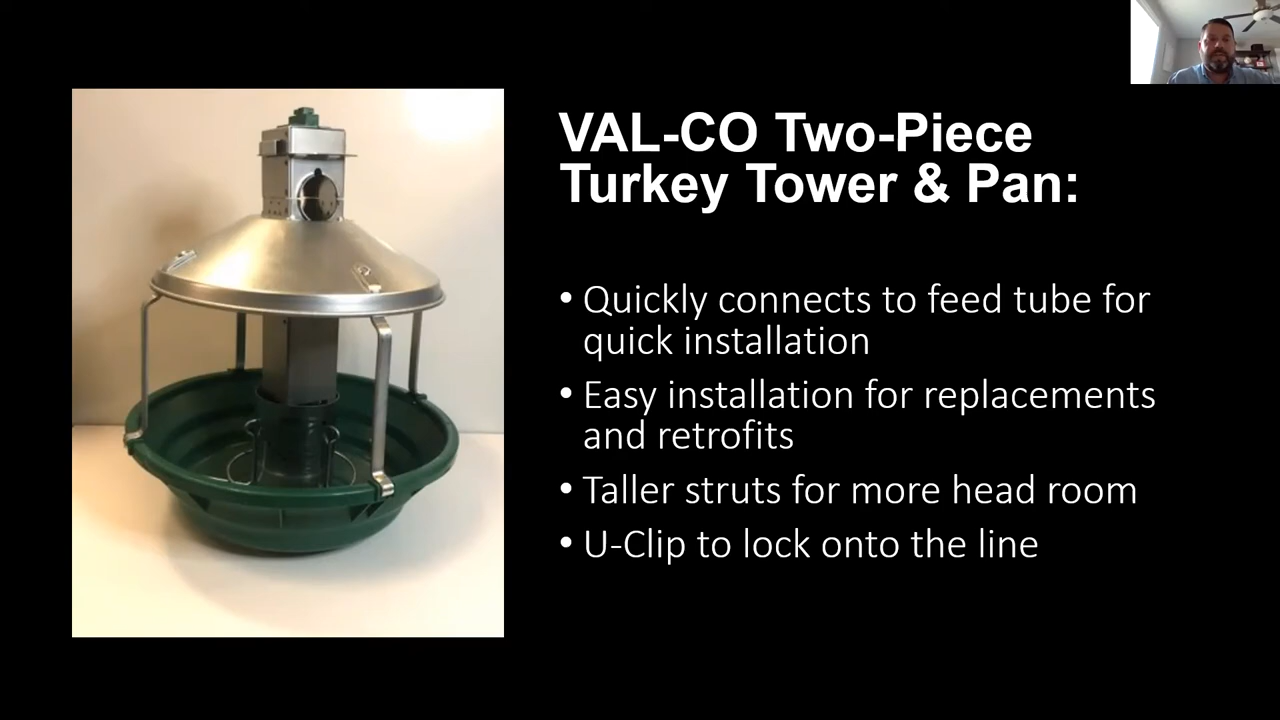 VAL-CO Two-Piece
Turkey Tower & Pan:
• Quickly connects to feed tube for
quick installation
• Easy installation for replacements
and retrofits
• Taller struts for more head room
• U-Clip to lock onto the line